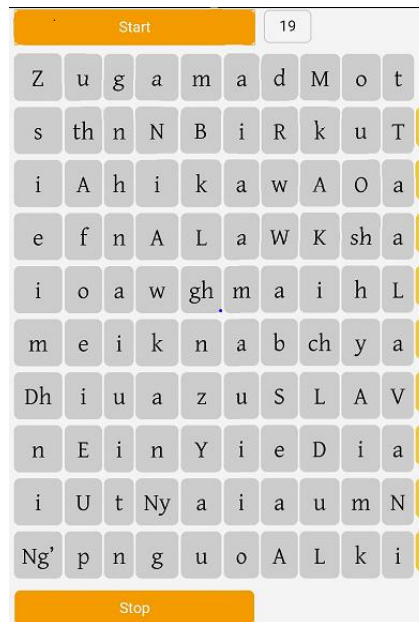 Start 19
Z u g a m a d M o t
s th n N B i R k u T
i A h i k a w A O a
e f n A L a W K sh a
i o a w gh m a i h L
m e i k n a b ch y a
Dh i u a z u S L A V
n E i n Y i e D i a
i U t Ny a i a u m N
Ng’ p n g u o A L k i
Stop